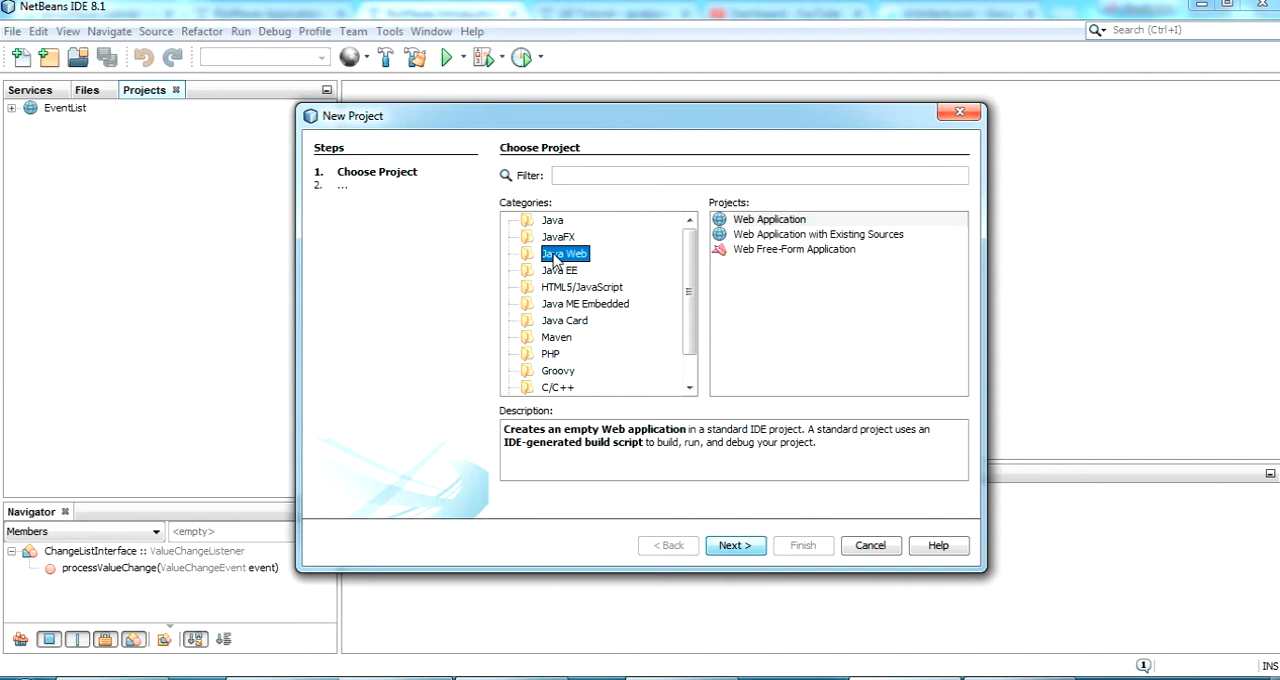 NetBeans IDE 8.1
File Edit View Navigate Source Refactor Run Debug Profile Team Tools Window Help
Search (Ctrl+I)
Services Files Projects
EventList
New Project
Steps
1. Choose Project
2. ...
Choose Project
Filter:
Categories:
Java
JavaFX
Java Web
Java EE
HTML5/JavaScript
Java ME Embedded
Java Card
Maven
PHP
Groovy
C/C++
Projects:
Web Application
Web Application with Existing Sources
Web Free-Form Application
Description:
Creates an empty Web application in a standard IDE project. A standard project uses an
IDE-generated build script to build, run, and debug your project.
< Back Next > Finish Cancel Help
Navigator
Members <empty>
ChangeListInterface :: ValueChangeListener
processValueChange(ValueChangeEvent event)
1 INS